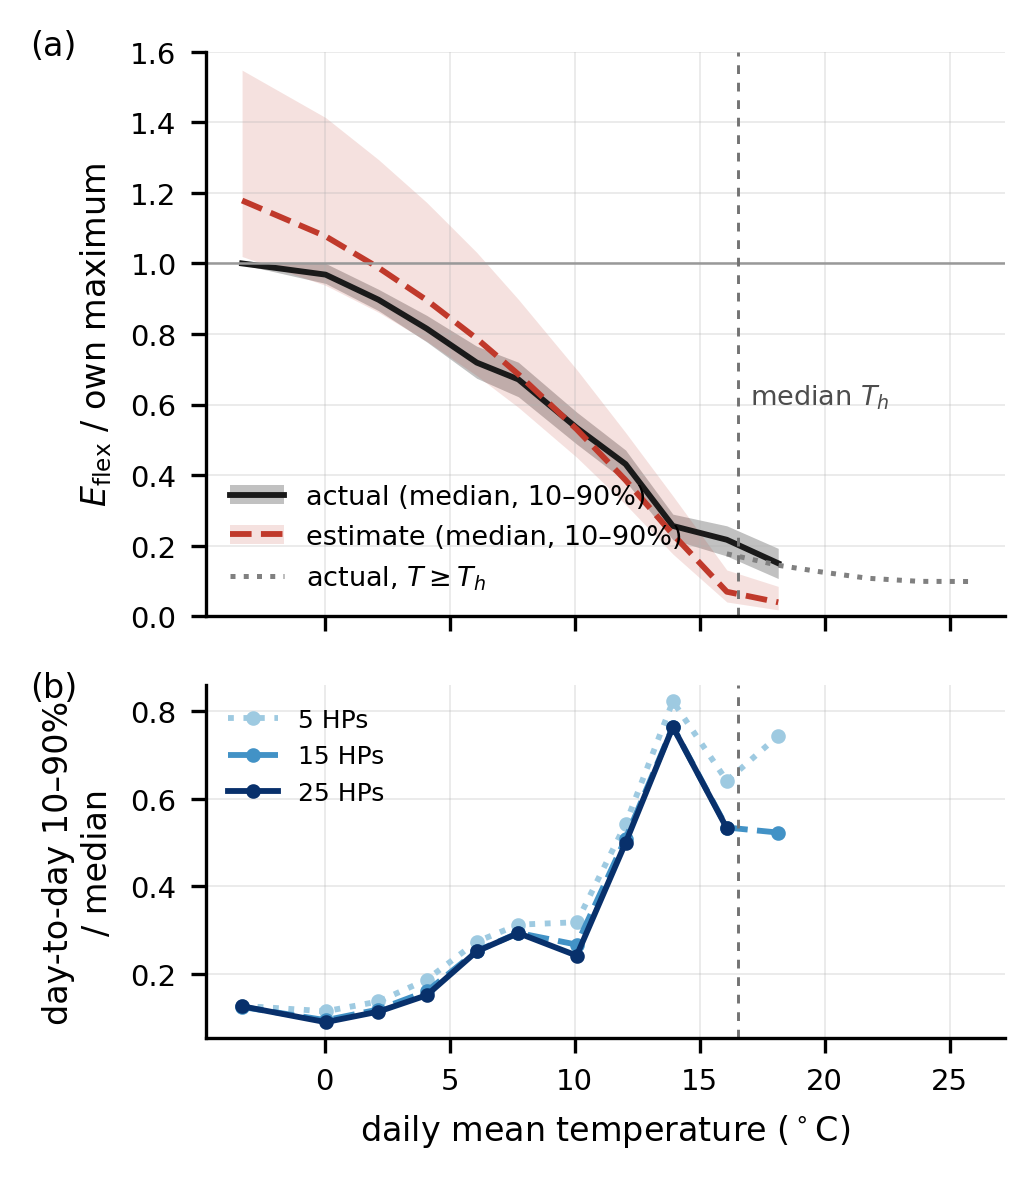 (a)
1.6
1.4
1.2
1.0
0.8
0.6
0.4
0.2
0.0
E_flex / own maximum
median T_h
actual (median, 10–90%)
estimate (median, 10–90%)
actual, T ≥ T_h
(b)
0.8
0.6
0.4
0.2
day-to-day 10–90%
/ median
5 HPs
15 HPs
25 HPs
0 5 10 15 20 25
daily mean temperature (°C)